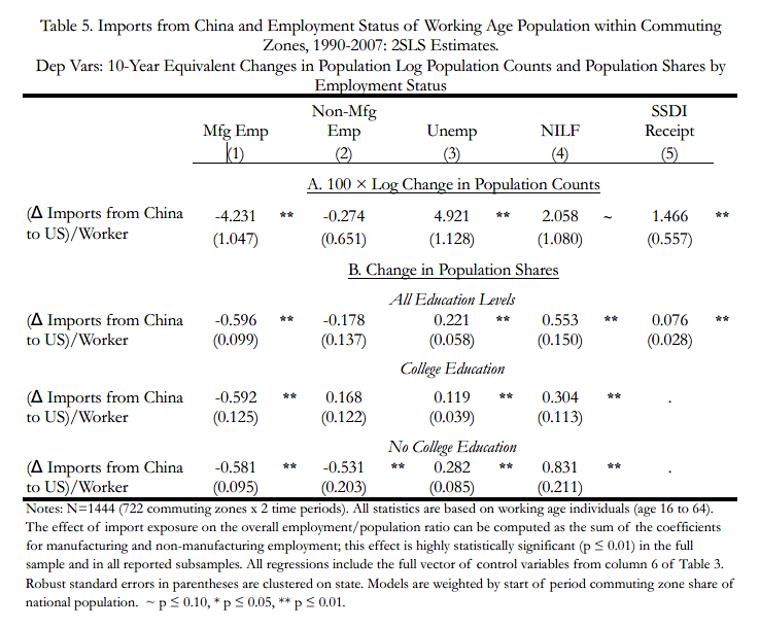 Table 5. Imports from China and Employment Status of Working Age Population within Commuting
Zones, 1990-2007: 2SLS Estimates.
Dep Vars: 10-Year Equivalent Changes in Population Log Population Counts and Population Shares by
Employment Status
Mfg Emp Non-Mfg Emp Unemp NILF SSDI Receipt
(1) (2) (3) (4) (5)
A. 100 × Log Change in Population Counts
(Δ Imports from China -4.231 ** -0.274 4.921 ** 2.058 ~ 1.466 **
to US)/Worker (1.047) (0.651) (1.128) (1.080) (0.557)
B. Change in Population Shares
All Education Levels
(Δ Imports from China -0.596 ** -0.178 0.221 ** 0.553 ** 0.076 **
to US)/Worker (0.099) (0.137) (0.058) (0.150) (0.028)
College Education
(Δ Imports from China -0.592 ** 0.168 0.119 ** 0.304 ** .
to US)/Worker (0.125) (0.122) (0.039) (0.113)
No College Education
(Δ Imports from China -0.581 ** -0.531 ** 0.282 ** 0.831 ** .
to US)/Worker (0.095) (0.203) (0.085) (0.211)
Notes: N=1444 (722 commuting zones x 2 time periods). All statistics are based on working age individuals (age 16 to 64).
The effect of import exposure on the overall employment/population ratio can be computed as the sum of the coefficients
for manufacturing and non-manufacturing employment; this effect is highly statistically significant (p ≤ 0.01) in the full
sample and in all reported subsamples. All regressions include the full vector of control variables from column 6 of Table 3.
Robust standard errors in parentheses are clustered on state. Models are weighted by start of period commuting zone share of
national population. ~ p ≤ 0.10, * p ≤ 0.05, ** p ≤ 0.01.